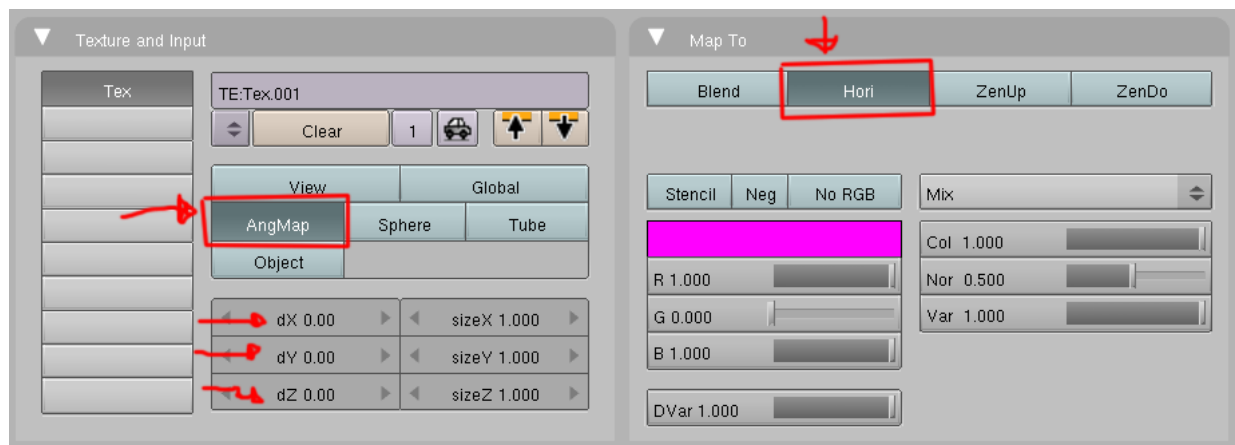 Texture and Input
Tex
TE:Tex.001
Clear 1
View Global
AngMap Sphere Tube
Object
dX 0.00 sizeX 1.000
dY 0.00 sizeY 1.000
dZ 0.00 sizeZ 1.000
Map To
Blend Hori ZenUp ZenDo
Stencil Neg No RGB
Mix
R 1.000
G 0.000
B 1.000
DVar 1.000
Col 1.000
Nor 0.500
Var 1.000